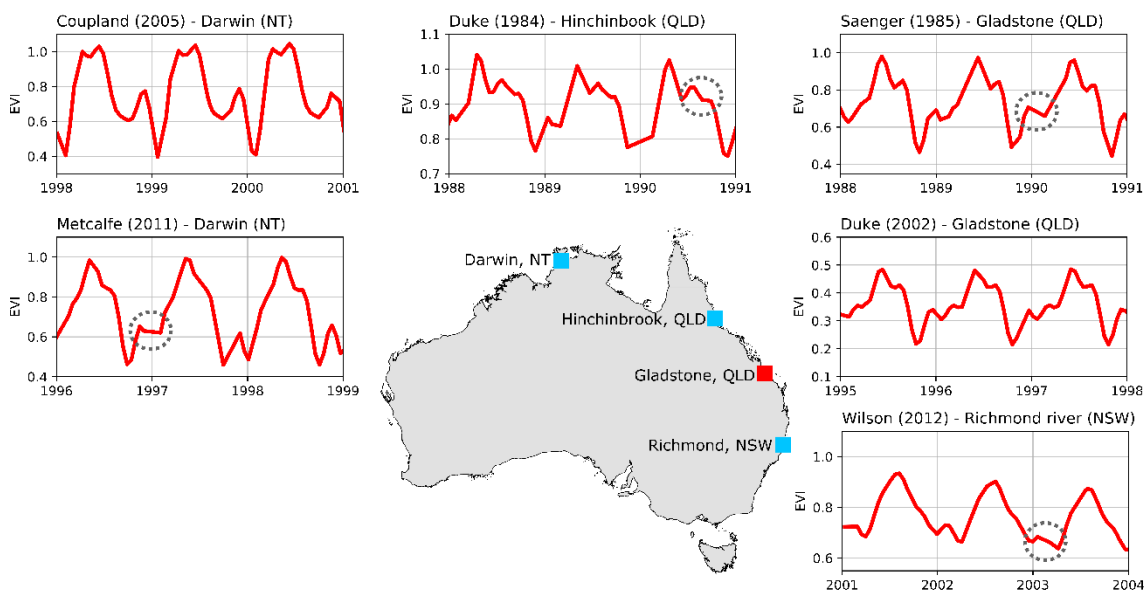 Coupland (2005) - Darwin (NT)
EVI
1.0
0.8
0.6
0.4
1998 1999 2000 2001
Duke (1984) - Hinchinbook (QLD)
EVI
1.1
1.0
0.9
0.8
0.7
1988 1989 1990 1991
Saenger (1985) - Gladstone (QLD)
EVI
1.0
0.8
0.6
0.4
1988 1989 1990 1991
Metcalfe (2011) - Darwin (NT)
EVI
1.0
0.8
0.6
0.4
1996 1997 1998 1999
Darwin, NT
Hinchinbrook, QLD
Gladstone, QLD
Richmond, NSW
Duke (2002) - Gladstone (QLD)
EVI
0.6
0.5
0.4
0.3
0.2
0.1
1995 1996 1997 1998
Wilson (2012) - Richmond river (NSW)
EVI
1.0
0.8
0.6
2001 2002 2003 2004